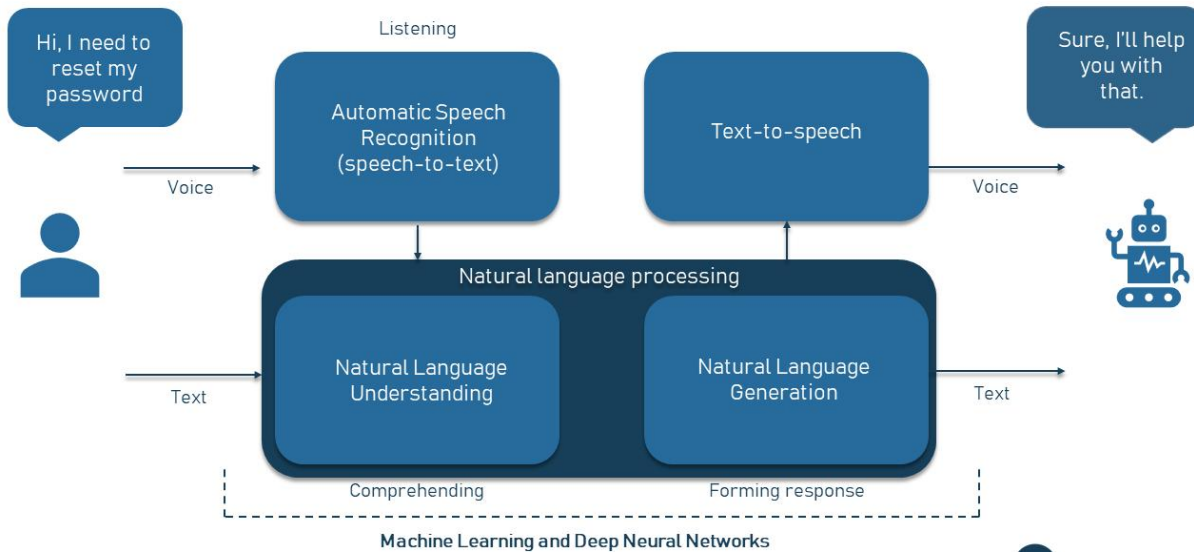 Listening
Hi, I need to
reset my
password
Automatic Speech
Recognition
(speech-to-text)
Text-to-speech
Sure, I'll help
you with
that.
Voice
Voice
Natural language processing
Natural Language
Understanding
Natural Language
Generation
Text
Text
Comprehending
Forming response
Machine Learning and Deep Neural Networks